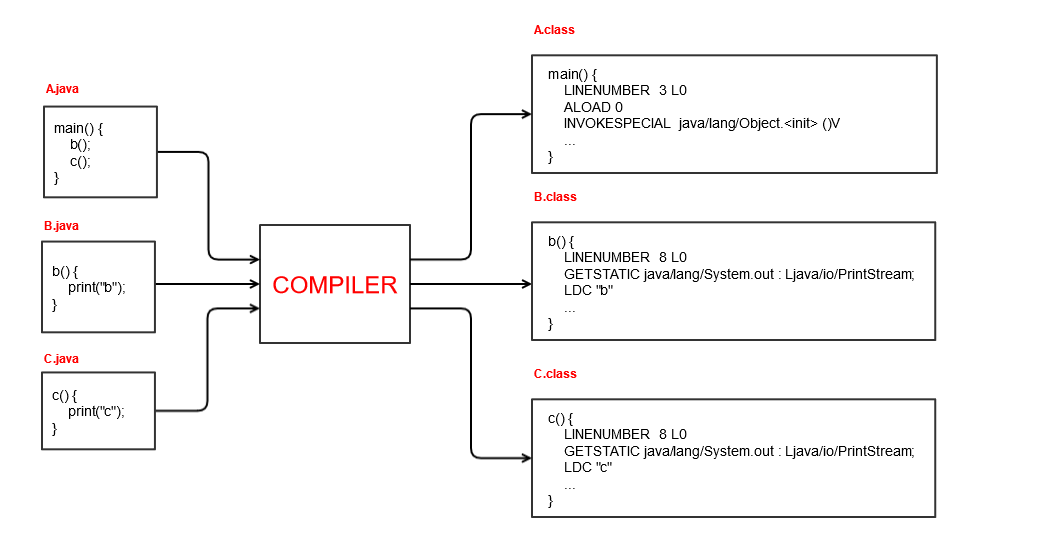 A.java
main() {
b();
c();
}
B.java
b() {
print("b");
}
C.java
c() {
print("c");
}
COMPILER
A.class
main() {
LINENUMBER 3 L0
ALOAD 0
INVOKESPECIAL java/lang/Object.<init> ()V
...
}
B.class
b() {
LINENUMBER 8 L0
GETSTATIC java/lang/System.out : Ljava/io/PrintStream;
LDC "b"
...
}
C.class
c() {
LINENUMBER 8 L0
GETSTATIC java/lang/System.out : Ljava/io/PrintStream;
LDC "c"
...
}